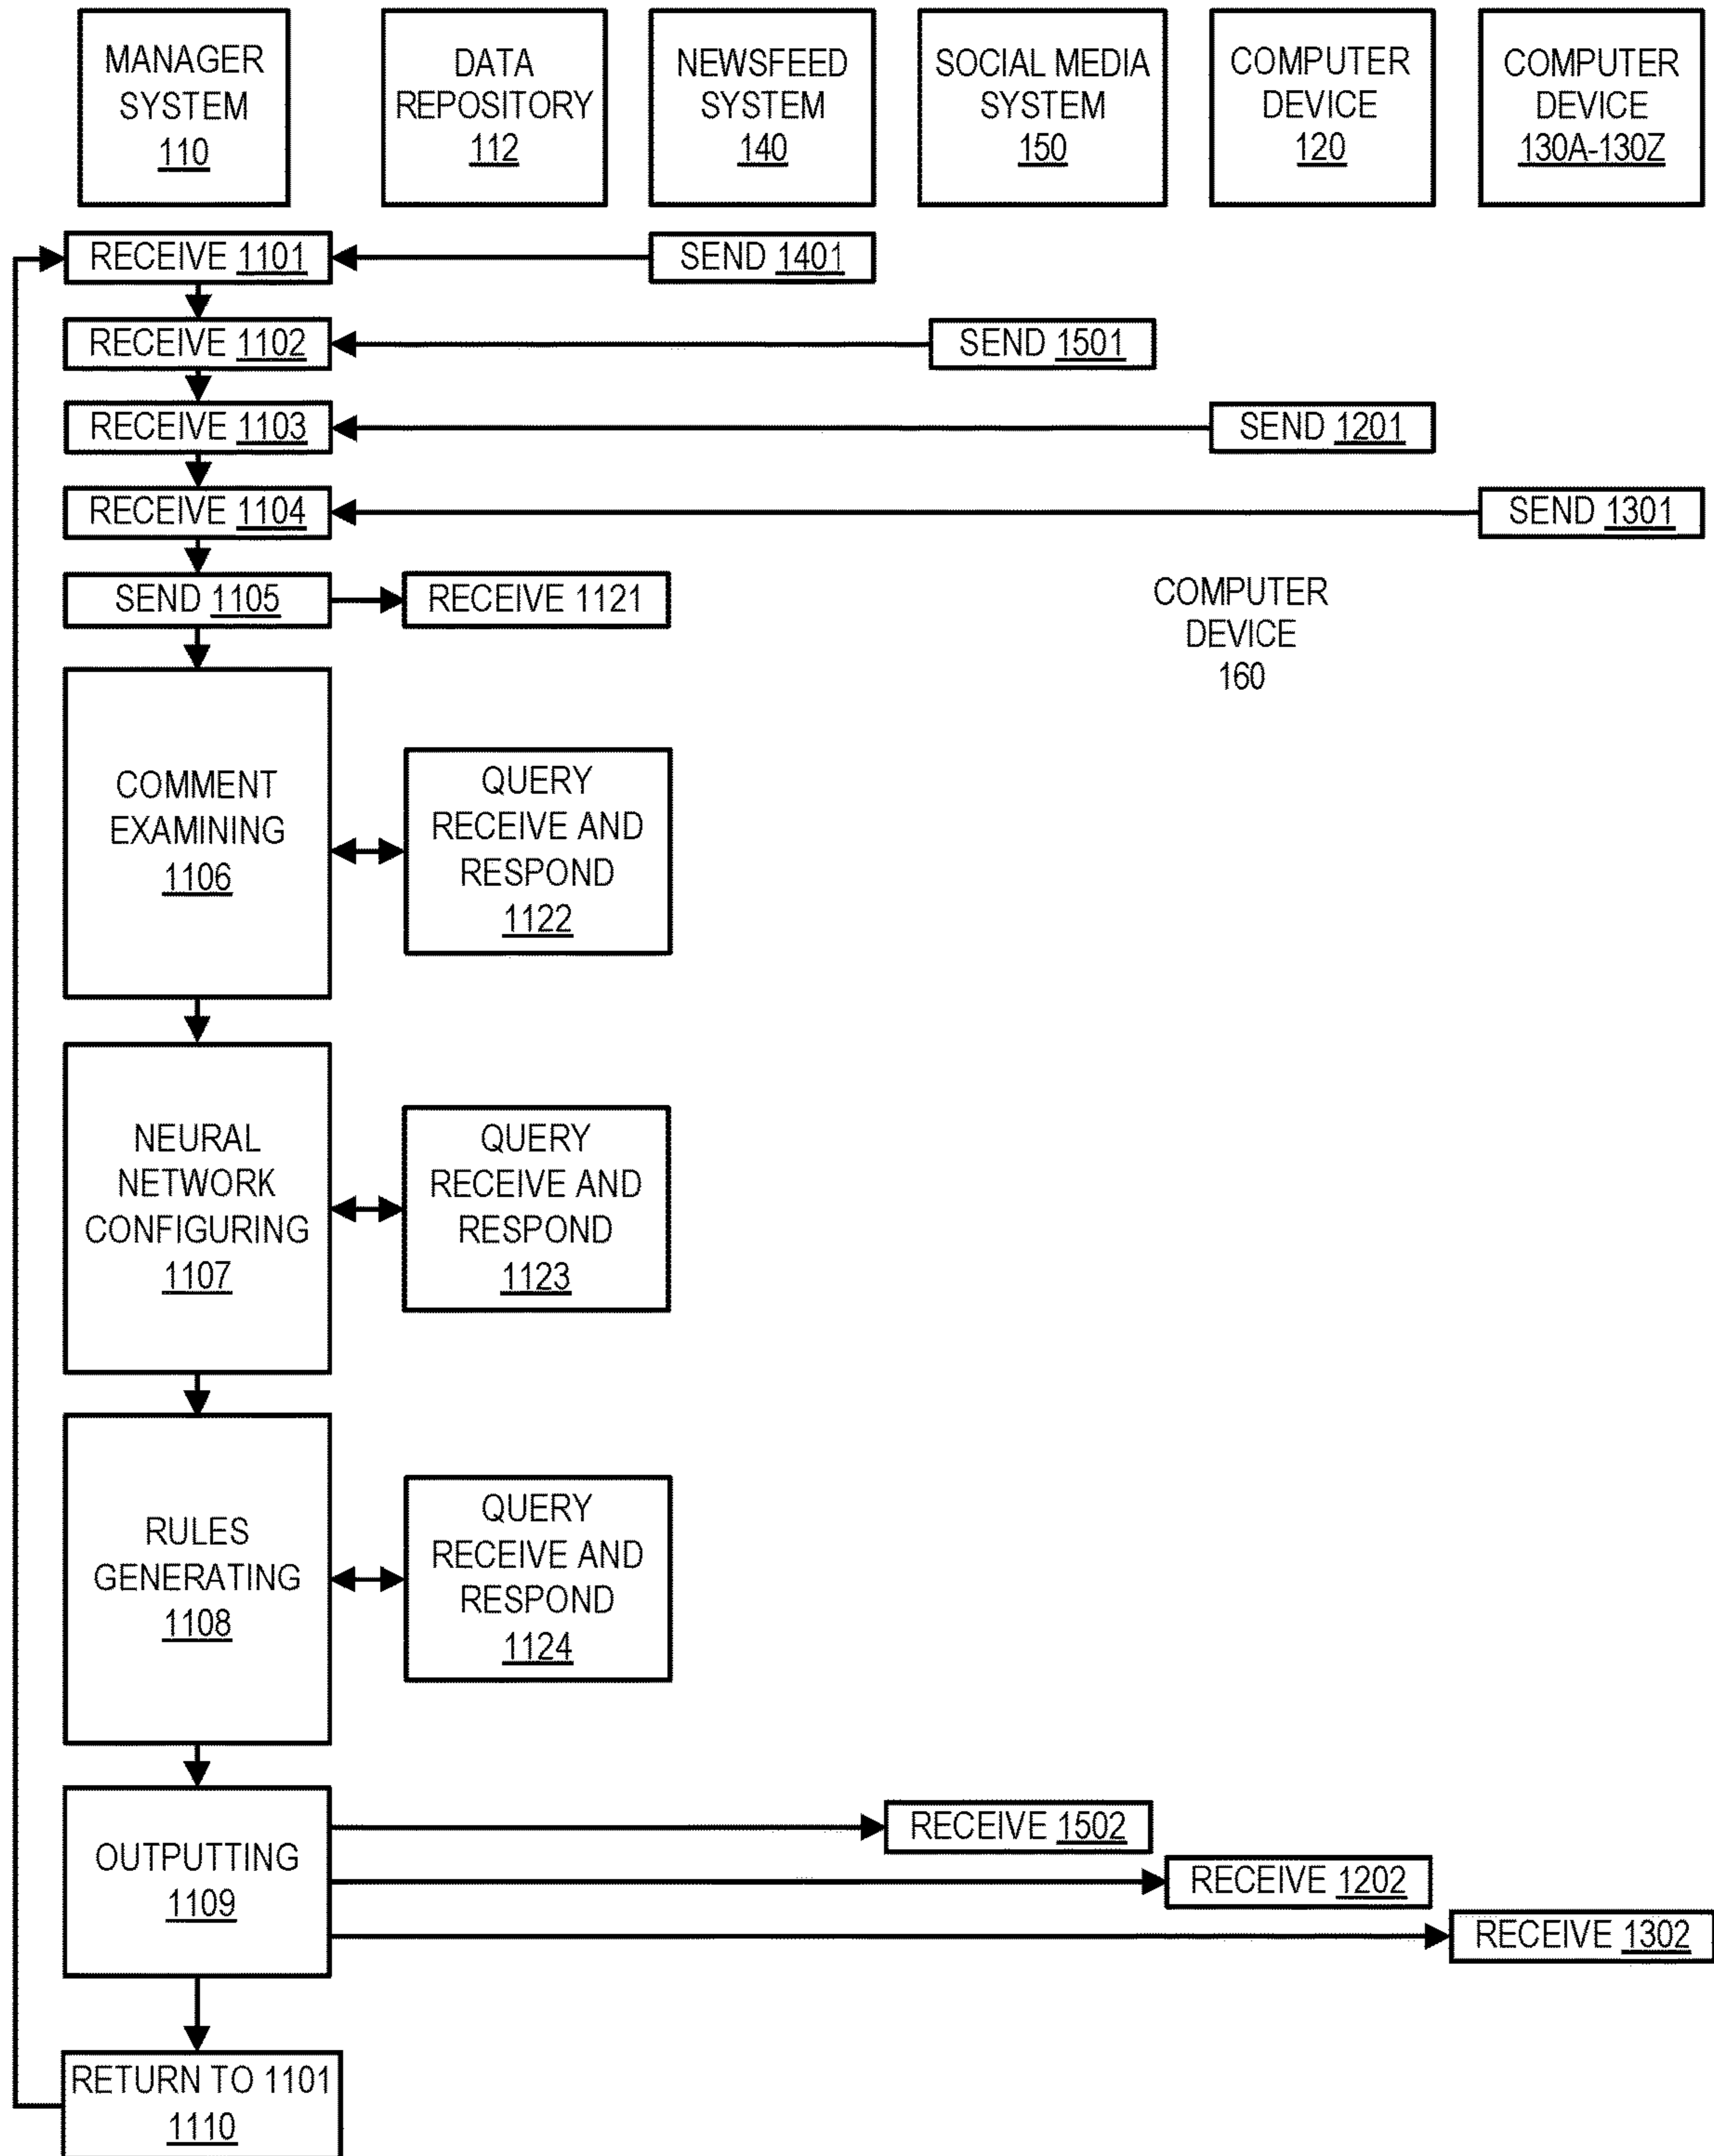 MANAGER
SYSTEM
110
DATA
REPOSITORY
112
NEWSFEED
SYSTEM
140
SOCIAL MEDIA
SYSTEM
150
COMPUTER
DEVICE
120
COMPUTER
DEVICE
130A-130Z
RECEIVE 1101
SEND 1401
RECEIVE 1102
SEND 1501
RECEIVE 1103
SEND 1201
RECEIVE 1104
SEND 1301
SEND 1105
RECEIVE 1121
COMPUTER
DEVICE
160
COMMENT
EXAMINING
1106
QUERY
RECEIVE AND
RESPOND
1122
NEURAL
NETWORK
CONFIGURING
1107
QUERY
RECEIVE AND
RESPOND
1123
RULES
GENERATING
1108
QUERY
RECEIVE AND
RESPOND
1124
OUTPUTTING
1109
RECEIVE 1502
RECEIVE 1202
RECEIVE 1302
RETURN TO 1101
1110